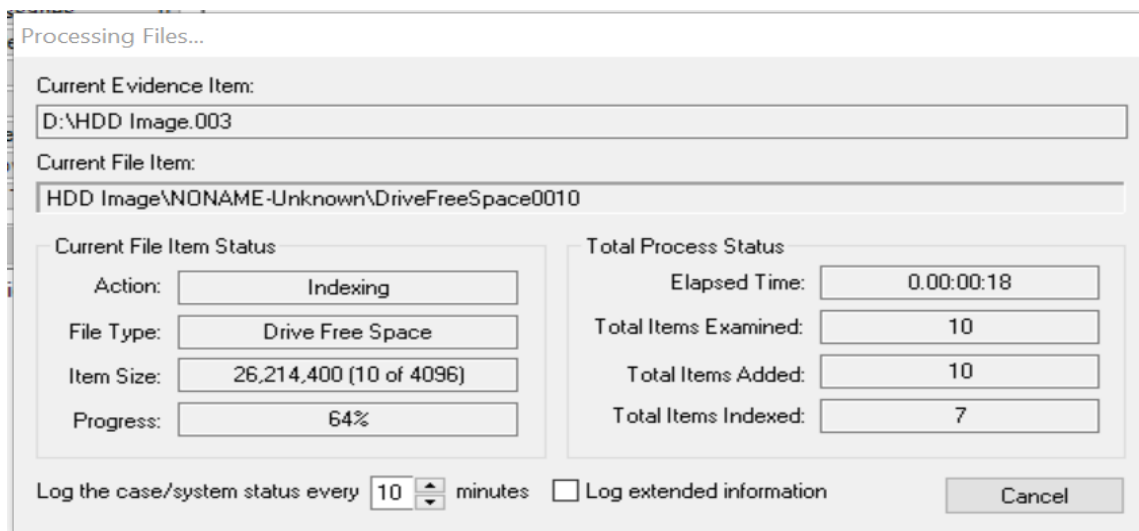 Processing Files...
Current Evidence Item:
D:\HDD Image.003
Current File Item:
HDD Image\NONAME-Unknown\DriveFreeSpace0010
Current File Item Status
Action: Indexing
File Type: Drive Free Space
Item Size: 26,214,400 (10 of 4096)
Progress: 64%
Total Process Status
Elapsed Time: 0.00:00:18
Total Items Examined: 10
Total Items Added: 10
Total Items Indexed: 7
Log the case/system status every 10 minutes
Log extended information
Cancel